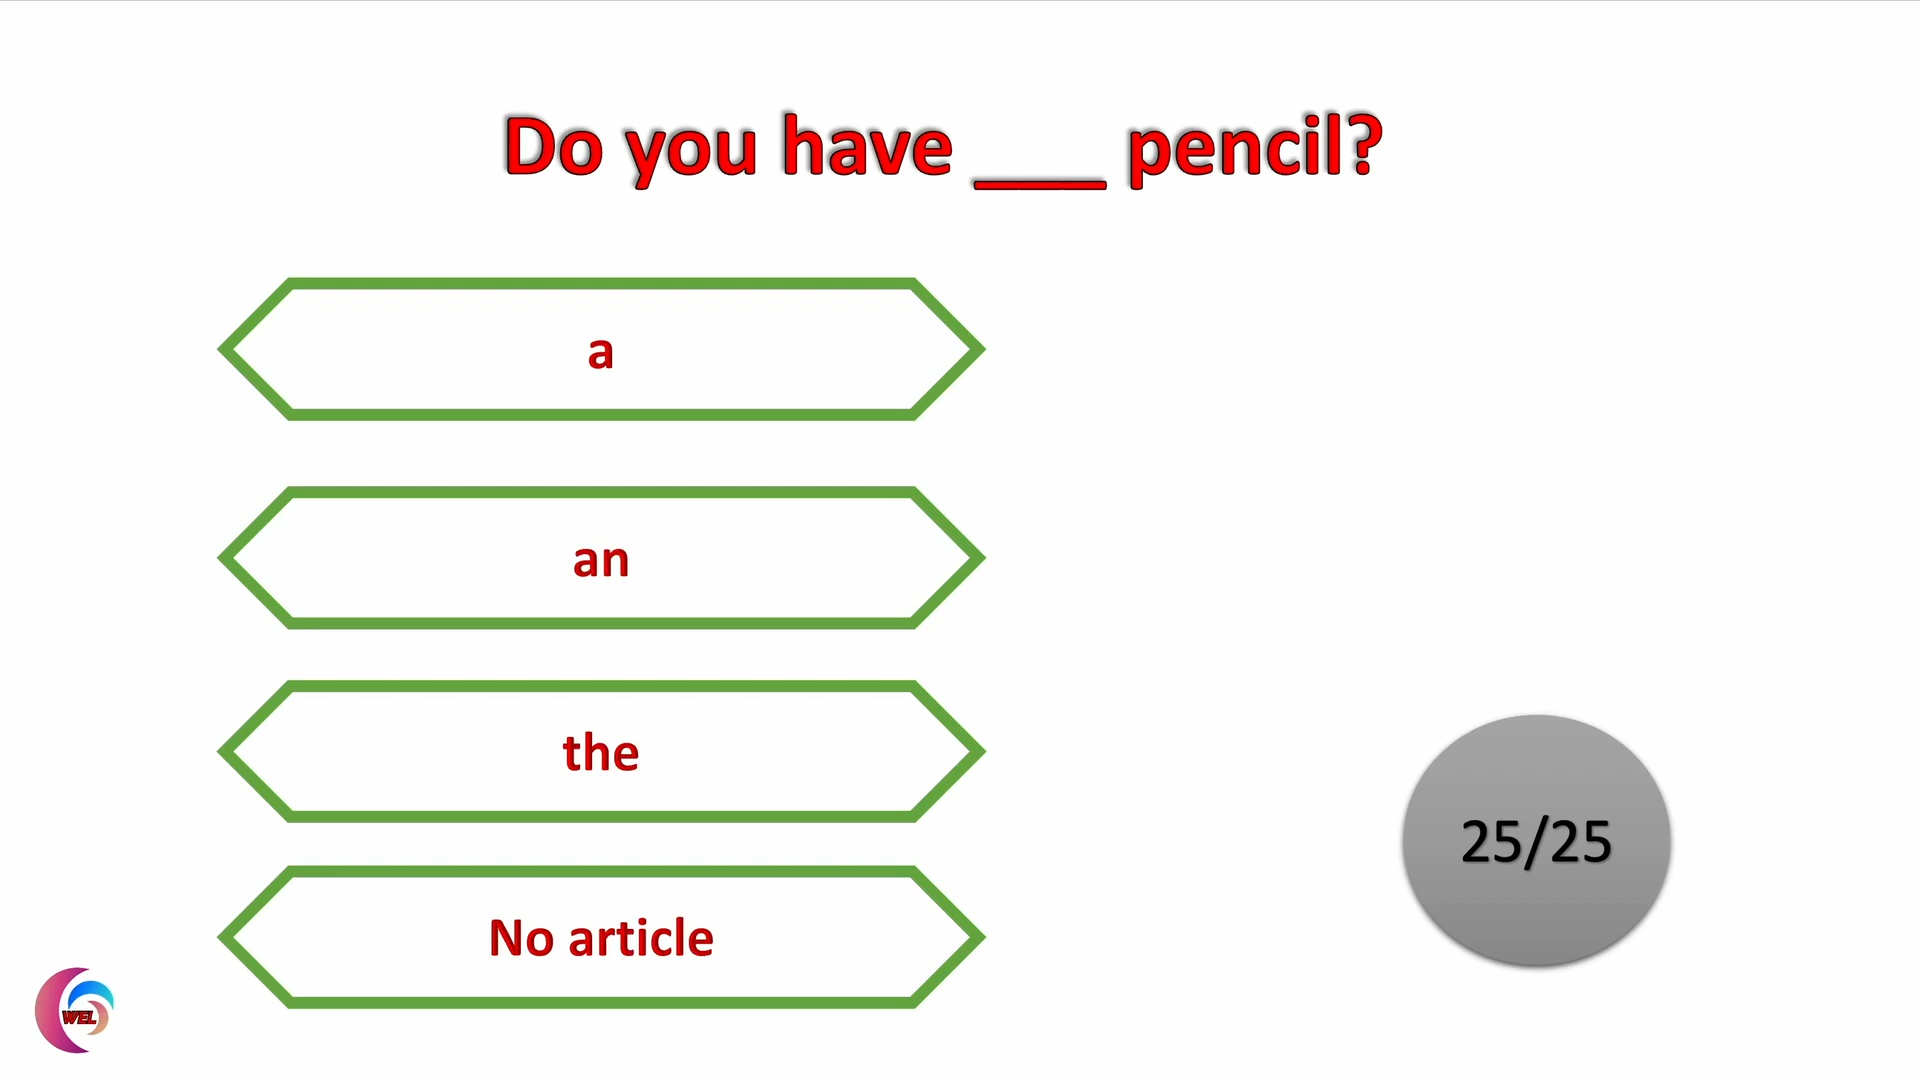 Do you have ___ pencil?
a
an
the
No article
25/25
WEL